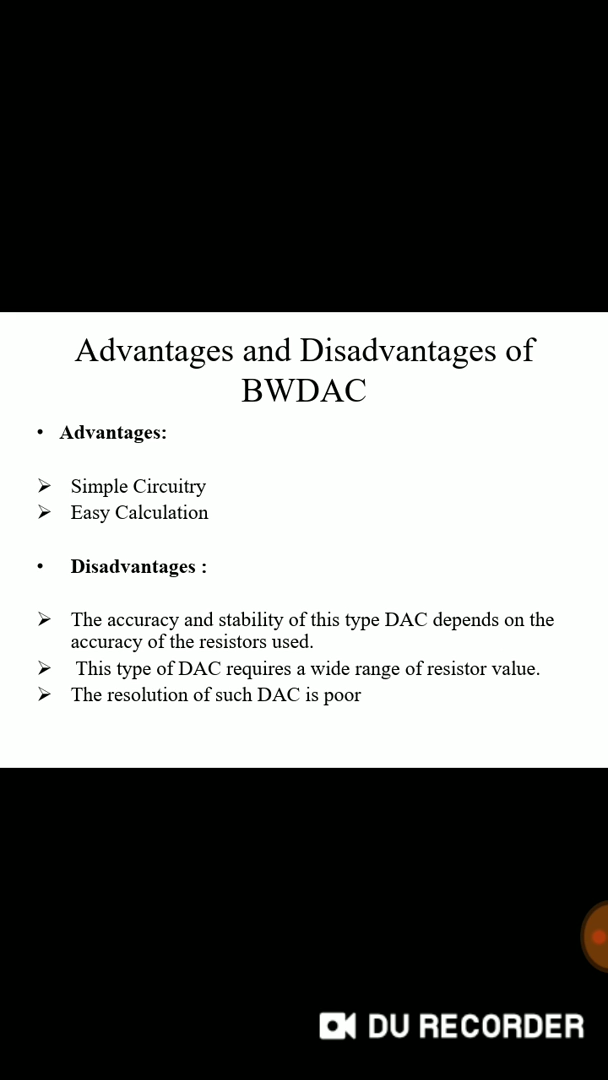 Advantages and Disadvantages of
BWDAC
• Advantages:
➢ Simple Circuitry
➢ Easy Calculation
• Disadvantages :
➢ The accuracy and stability of this type DAC depends on the
accuracy of the resistors used.
➢ This type of DAC requires a wide range of resistor value.
➢ The resolution of such DAC is poor
DU RECORDER